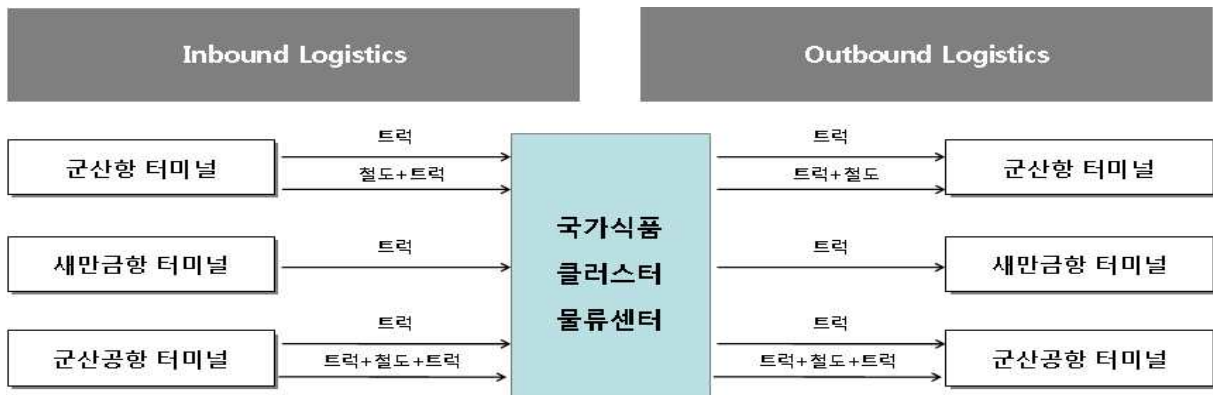 Inbound Logistics
Outbound Logistics
군산항 터미널
트럭
철도+트럭
새만금항 터미널
트럭
군산공항 터미널
트럭
트럭+철도+트럭
국가식품
클러스터
물류센터
트럭
트럭+철도
군산항 터미널
트럭
새만금항 터미널
트럭
트럭+철도+트럭
군산공항 터미널